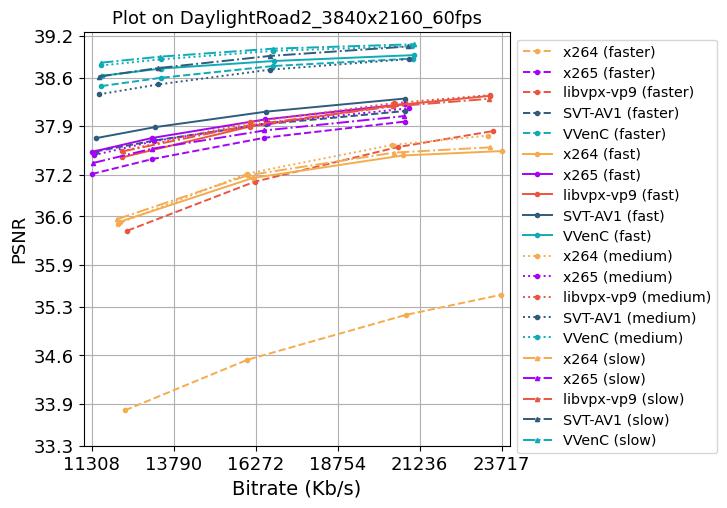 Plot on DaylightRoad2_3840x2160_60fps
39.2
38.6
37.9
37.2
36.6
35.9
35.3
34.6
33.9
33.3
PSNR
11308 13790 16272 18754 21236 23717
Bitrate (Kb/s)
x264 (faster)
x265 (faster)
libvpx-vp9 (faster)
SVT-AV1 (faster)
VVenC (faster)
x264 (fast)
x265 (fast)
libvpx-vp9 (fast)
SVT-AV1 (fast)
VVenC (fast)
x264 (medium)
x265 (medium)
libvpx-vp9 (medium)
SVT-AV1 (medium)
VVenC (medium)
x264 (slow)
x265 (slow)
libvpx-vp9 (slow)
SVT-AV1 (slow)
VVenC (slow)